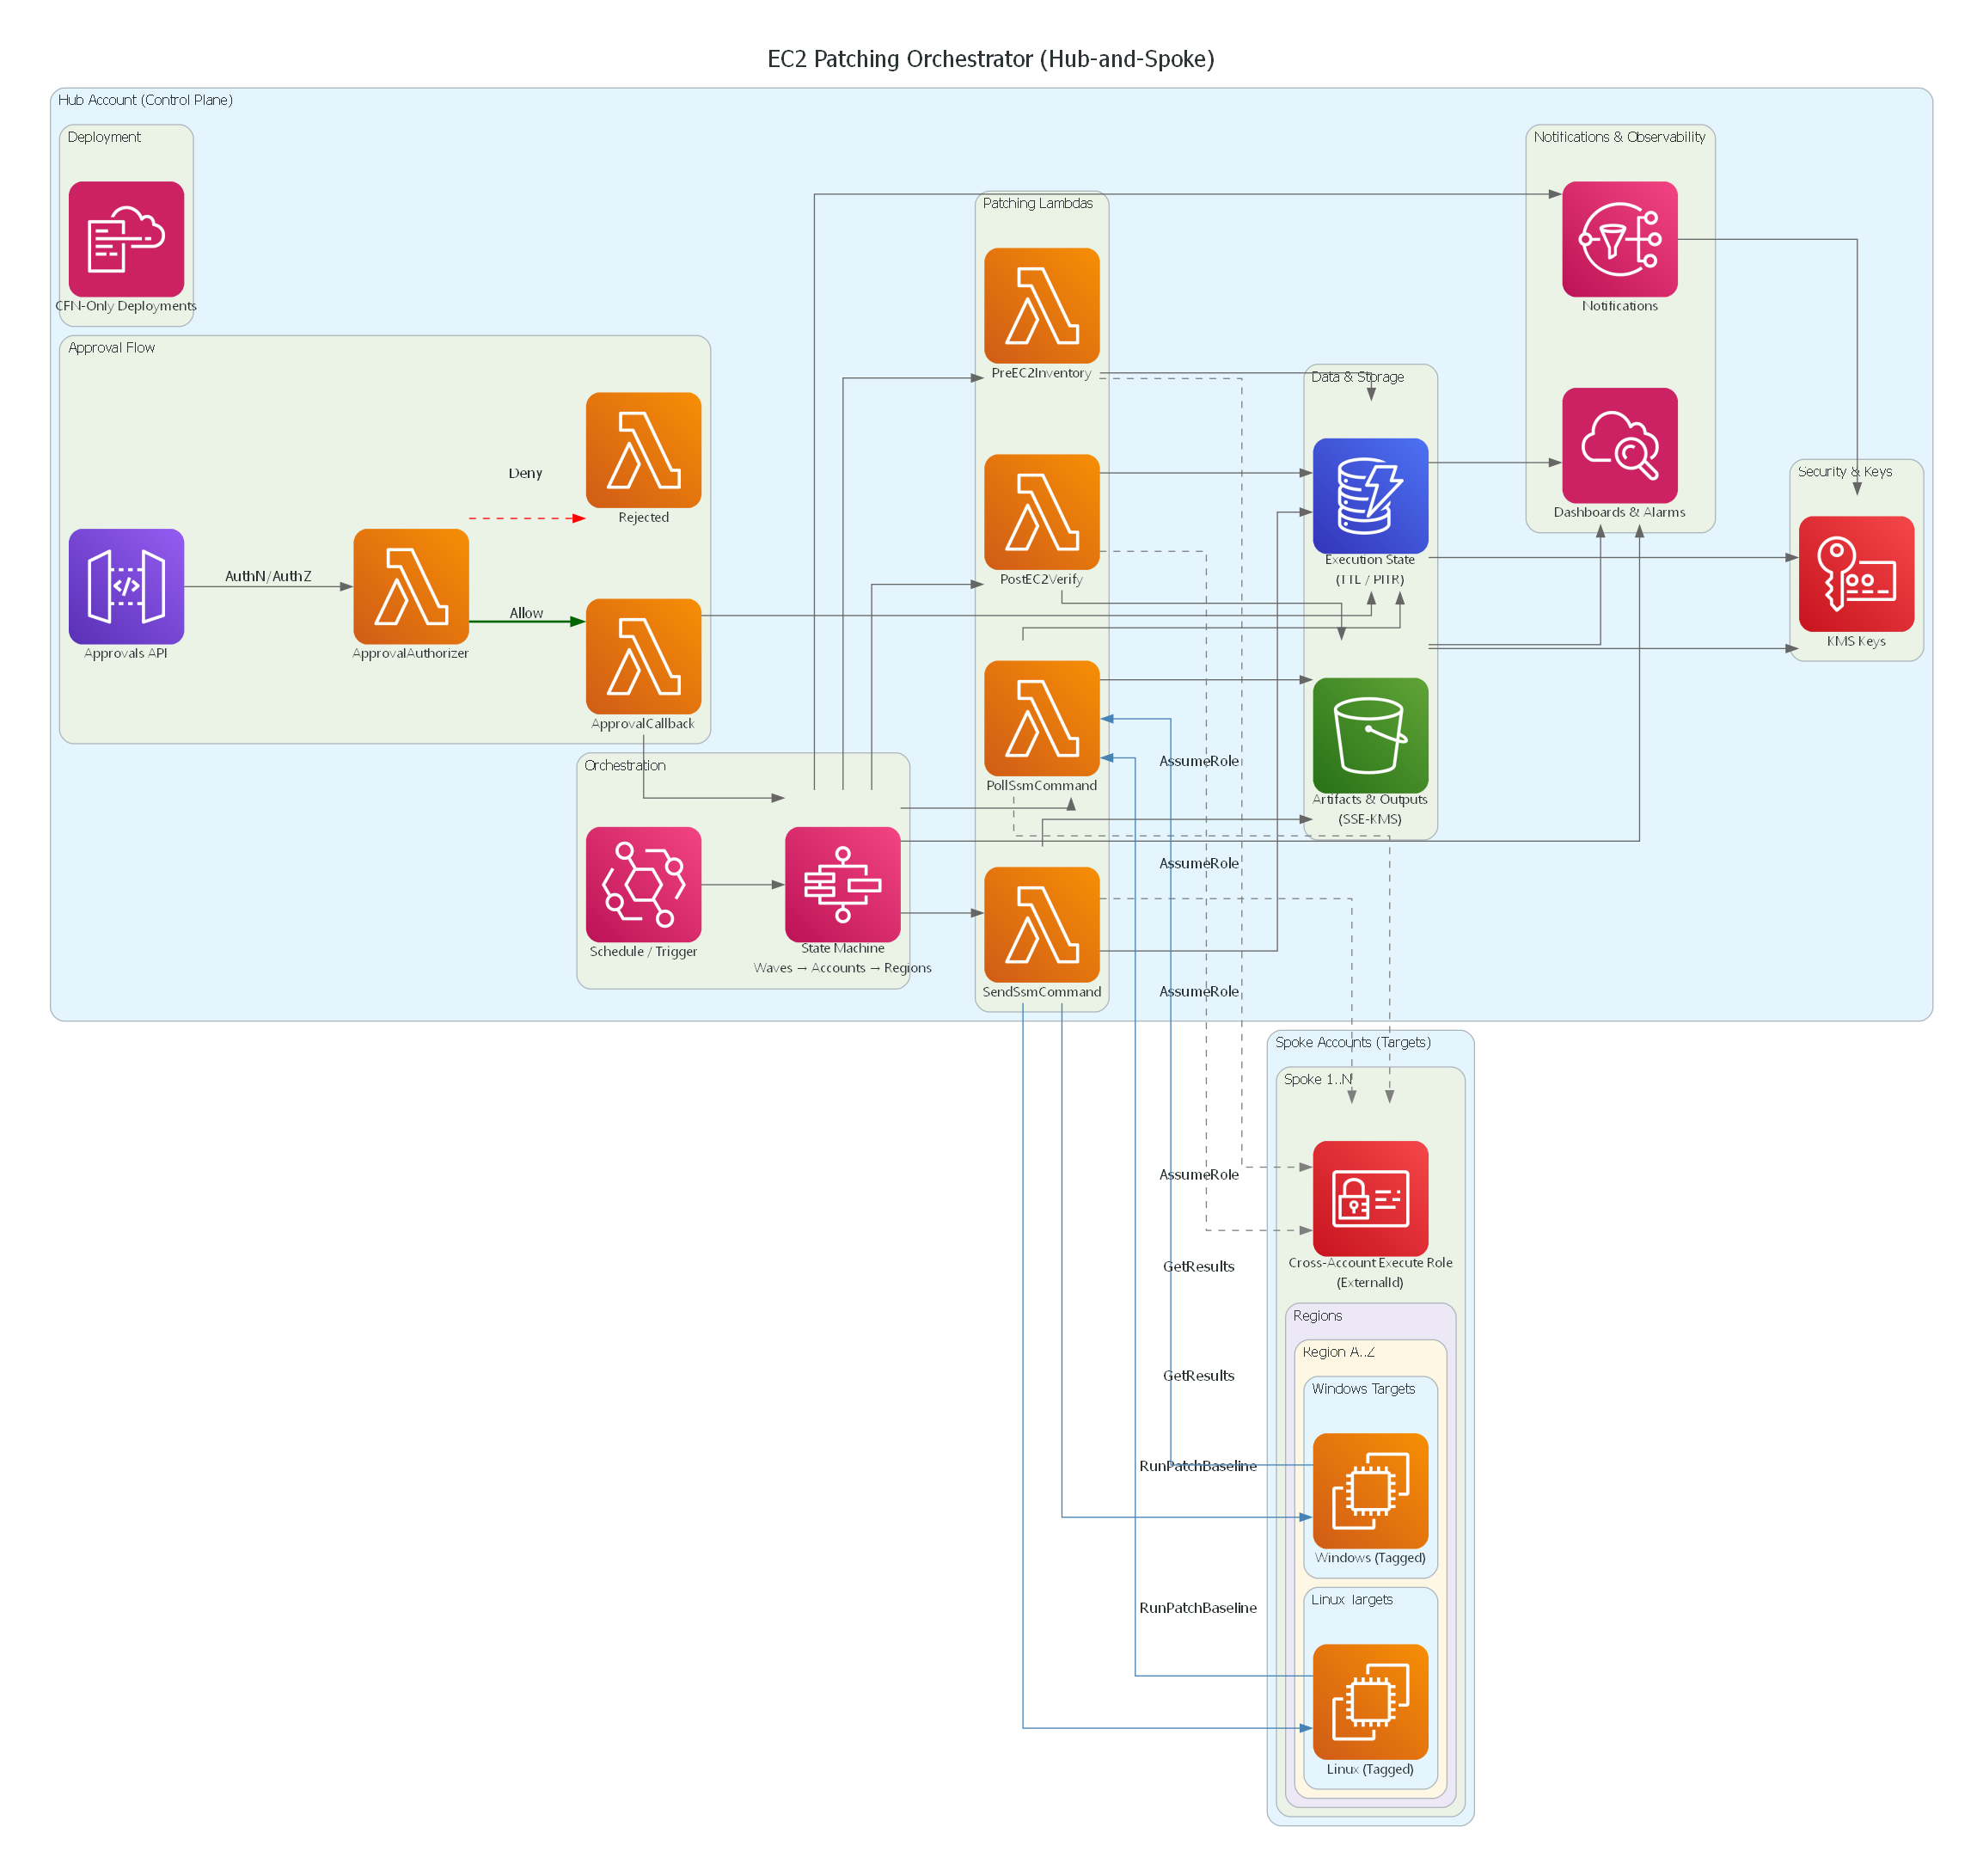 EC2 Patching Orchestrator (Hub-and-Spoke)
Hub Account (Control Plane)
Deployment
CFN-Only Deployments
Approval Flow
Deny
Rejected
AuthN/AuthZ
Allow
Approvals API
ApprovalAuthorizer
ApprovalCallback
Orchestration
Schedule / Trigger
State Machine
Waves → Accounts → Regions
Patching Lambdas
PreEC2Inventory
PostEC2Verify
PollSsmCommand
SendSsmCommand
Data & Storage
Execution State
(TTL / PITR)
Artifacts & Outputs
(SSE-KMS)
Notifications & Observability
Notifications
Dashboards & Alarms
Security & Keys
KMS Keys
AssumeRole
AssumeRole
AssumeRole
AssumeRole
GetResults
GetResults
RunPatchBaseline
RunPatchBaseline
Spoke Accounts (Targets)
Spoke 1..N
Cross-Account Execute Role
(ExternalId)
Regions
Region A..Z
Windows Targets
Windows (Tagged)
Linux Targets
Linux (Tagged)